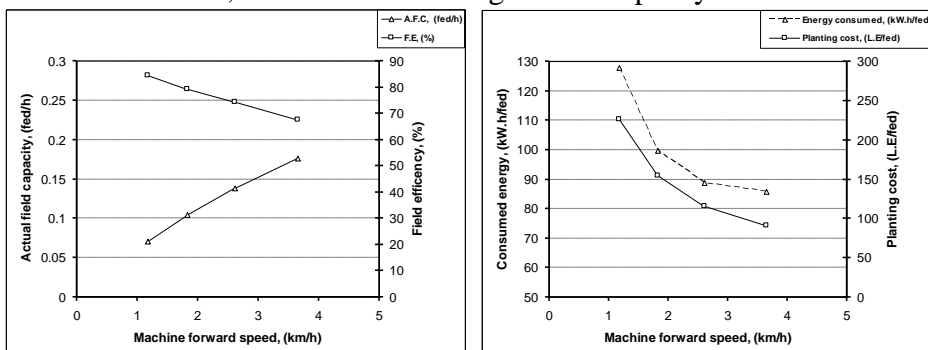 A.F.C, (fed/h)
F.E, (%)
0.3
0.25
0.2
0.15
0.1
0.05
0
90
80
70
60
50
40
30
20
10
0
0 1 2 3 4 5
Actual field capacity, (fed/h)
Field efficency, (%)
Machine forward speed, (km/h)
Energy consumed, (kW.h/fed)
Planting cost, (L.E/fed)
130
120
110
100
90
80
70
60
50
300
250
200
150
100
50
0
0 1 2 3 4 5
Consumed energy, (kW.h/fed)
Planting cost, (L.E/fed)
Machine forward speed, (km/h)